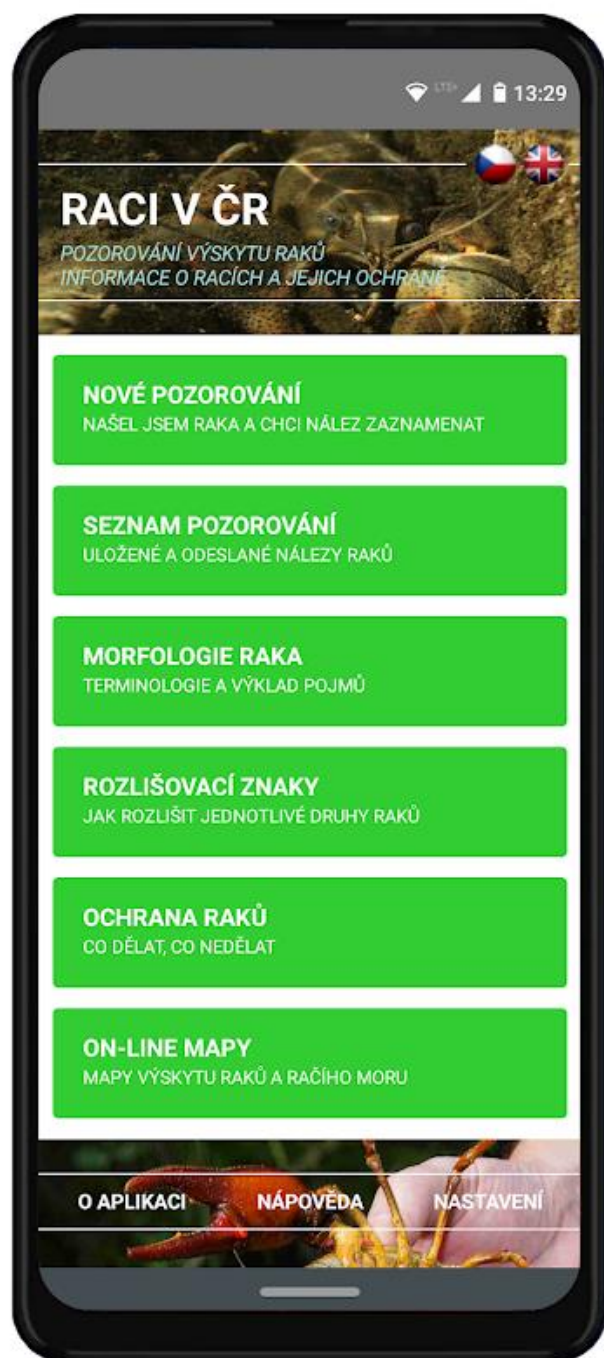 LTE+ 13:29
RACI V ČR
POZOROVÁNÍ VÝSKYTU RAKŮ
INFORMACE O RACÍCH A JEJICH OCHRANĚ
NOVÉ POZOROVÁNÍ
NAŠEL JSEM RAKA A CHCI NÁLEZ ZAZNAMENAT
SEZNAM POZOROVÁNÍ
ULOŽENÉ A ODESLANÉ NÁLEZY RAKŮ
MORFOLOGIE RAKA
TERMINOLOGIE A VÝKLAD POJMŮ
ROZLIŠOVACÍ ZNAKY
JAK ROZLIŠIT JEDNOTLIVÉ DRUHY RAKŮ
OCHRANA RAKŮ
CO DĚLAT, CO NEDĚLAT
ON-LINE MAPY
MAPY VÝSKYTU RAKŮ A RAČÍHO MORU
O APLIKACI NÁPOVĚDA NASTAVENÍ